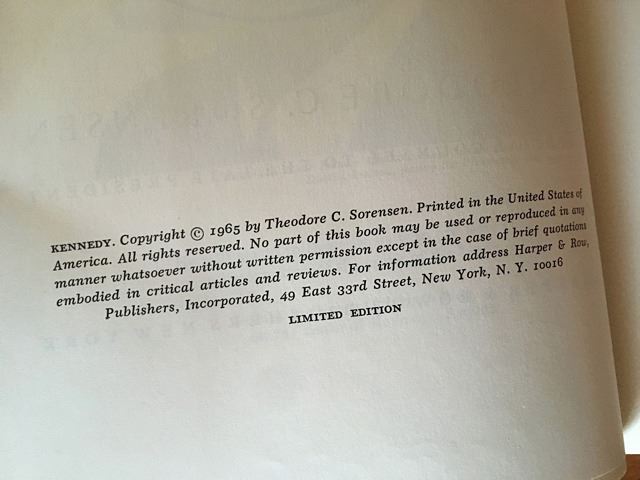 KENNEDY. Copyright © 1965 by Theodore C. Sorensen. Printed in the United States of
America. All rights reserved. No part of this book may be used or reproduced in any
manner whatsoever without written permission except in the case of brief quotations
embodied in critical articles and reviews. For information address Harper & Row,
Publishers, Incorporated, 49 East 33rd Street, New York, N. Y. 10016
LIMITED EDITION